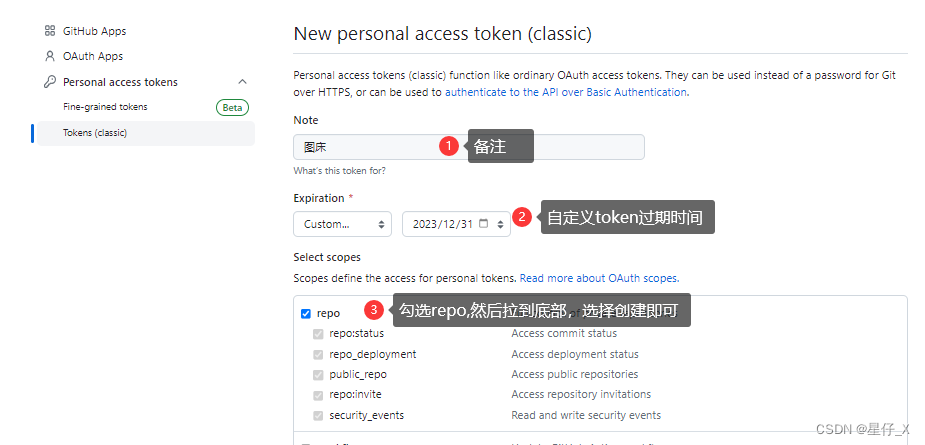 GitHub Apps
OAuth Apps
Personal access tokens
Fine-grained tokens Beta
Tokens (classic)
New personal access token (classic)
Personal access tokens (classic) function like ordinary OAuth access tokens. They can be used instead of a password for Git
over HTTPS, or can be used to authenticate to the API over Basic Authentication.
Note
图床 1 备注
What's this token for?
Expiration *
Custom... 2023/12/31 2 自定义token过期时间
Select scopes
Scopes define the access for personal tokens. Read more about OAuth scopes.
repo 3 勾选repo,然后拉到底部，选择创建即可
repo:status Access commit status
repo_deployment Access deployment status
public_repo Access public repositories
repo:invite Access repository invitations
security_events Read and write security events
CSDN @星仔_X